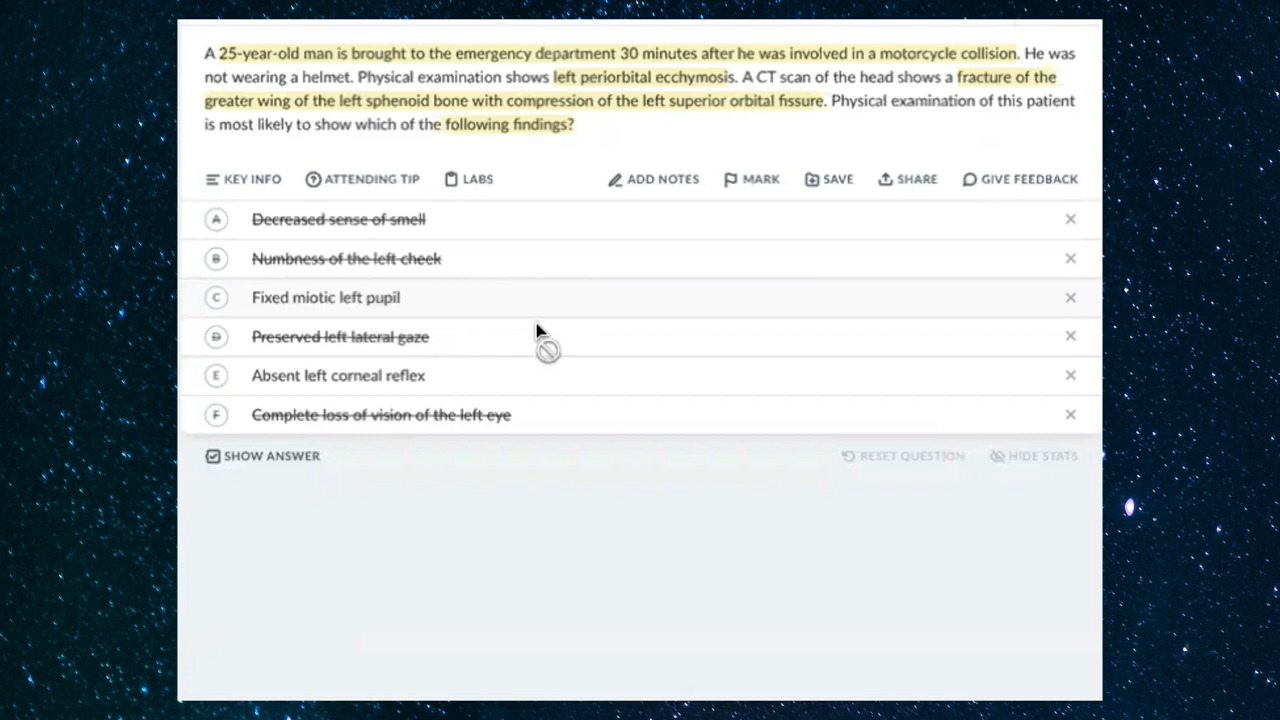 A 25-year-old man is brought to the emergency department 30 minutes after he was involved in a motorcycle collision. He was
not wearing a helmet. Physical examination shows left periorbital ecchymosis. A CT scan of the head shows a fracture of the
greater wing of the left sphenoid bone with compression of the left superior orbital fissure. Physical examination of this patient
is most likely to show which of the following findings?
KEY INFO ATTENDING TIP LABS ADD NOTES MARK SAVE SHARE GIVE FEEDBACK
A Decreased sense of smell
B Numbness of the left cheek
C Fixed miotic left pupil
D Preserved left lateral gaze
E Absent left corneal reflex
F Complete loss of vision of the left eye
SHOW ANSWER RESET QUESTION HIDE STATS